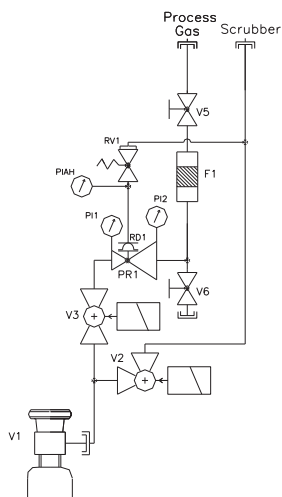 Process
Gas
Scrubber
V5
RV1
F1
PIAH
PI2
PI1
RD1
PR1
V6
V3
V2
V1